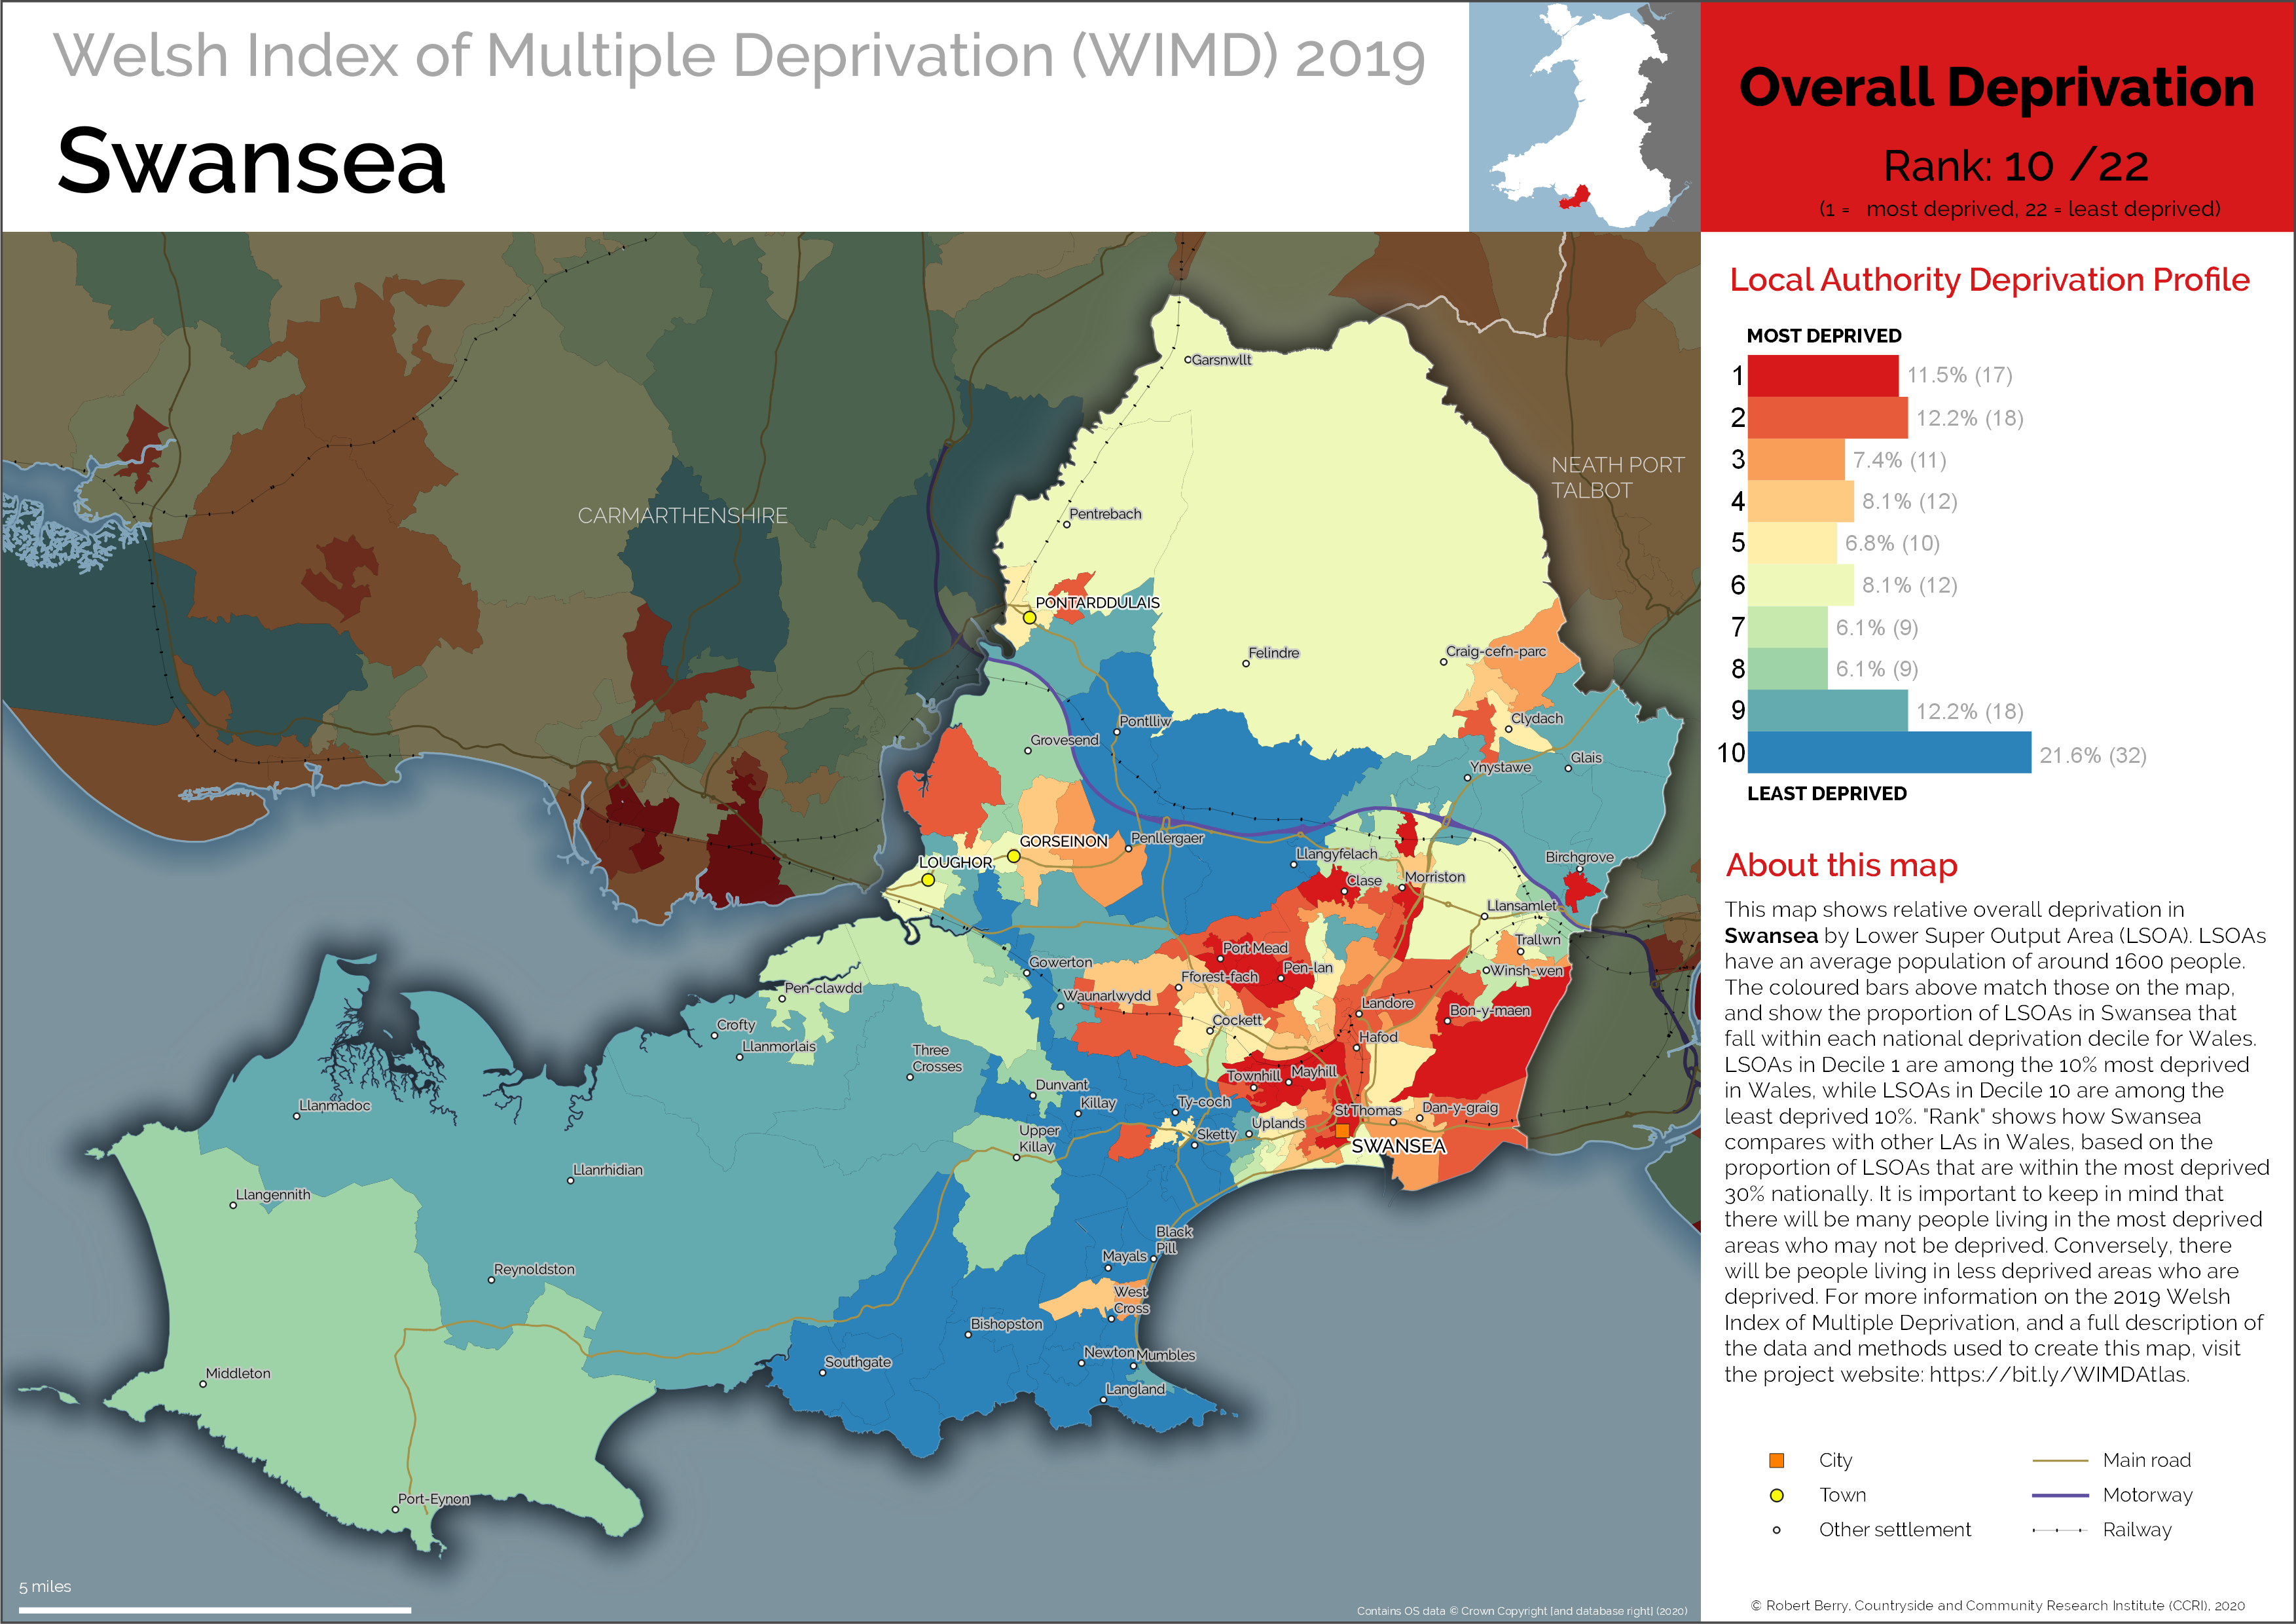 Welsh Index of Multiple Deprivation (WIMD) 2019
Swansea
Overall Deprivation
Rank: 10 /22
(1 = most deprived, 22 = least deprived)
Garsnwllt
CARMARTHENSHIRE
NEATH PORT
TALBOT
Pentrebach
PONTARDDULAIS
Felindre
Craig-cefn-parc
Pontlliw
Clydach
Grovesend
Glais
Ynystawe
GORSEINON
Penllergaer
LOUGHOR
Llangyfelach
Birchgrove
Clase
Morriston
Llansamlet
Trallwn
Port Mead
Gowerton
Fforest-fach
Pen-lan
Winsh-wen
Pen-clawdd
Waunarlwydd
Landore
Bon-y-maen
Cockett
Crofty
Hafod
Llanmorlais
Three
Crosses
Townhill
Mayhill
Dunvant
Llanmadoc
Killay
Ty-coch
St Thomas
Dan-y-graig
Upper
Killay
Sketty
Uplands
SWANSEA
Llanrhidian
Llangennith
Black
Pill
Mayals
Reynoldston
West
Cross
Bishopston
Newton
Mumbles
Southgate
Middleton
Langland
Port-Eynon
5 miles
Contains OS data © Crown Copyright [and database right] (2020)
Local Authority Deprivation Profile
MOST DEPRIVED
1 11.5% (17)
2 12.2% (18)
3 7.4% (11)
4 8.1% (12)
5 6.8% (10)
6 8.1% (12)
7 6.1% (9)
8 6.1% (9)
9 12.2% (18)
10 21.6% (32)
LEAST DEPRIVED
About this map
This map shows relative overall deprivation in
Swansea by Lower Super Output Area (LSOA). LSOAs
have an average population of around 1600 people.
The coloured bars above match those on the map,
and show the proportion of LSOAs in Swansea that
fall within each national deprivation decile for Wales.
LSOAs in Decile 1 are among the 10% most deprived
in Wales, while LSOAs in Decile 10 are among the
least deprived 10%. "Rank" shows how Swansea
compares with other LAs in Wales, based on the
proportion of LSOAs that are within the most deprived
30% nationally. It is important to keep in mind that
there will be many people living in the most deprived
areas who may not be deprived. Conversely, there
will be people living in less deprived areas who are
deprived. For more information on the 2019 Welsh
Index of Multiple Deprivation, and a full description of
the data and methods used to create this map, visit
the project website: https://bit.ly/WIMDAtlas.
City
Main road
Town
Motorway
Other settlement
Railway
© Robert Berry, Countryside and Community Research Institute (CCRI), 2020